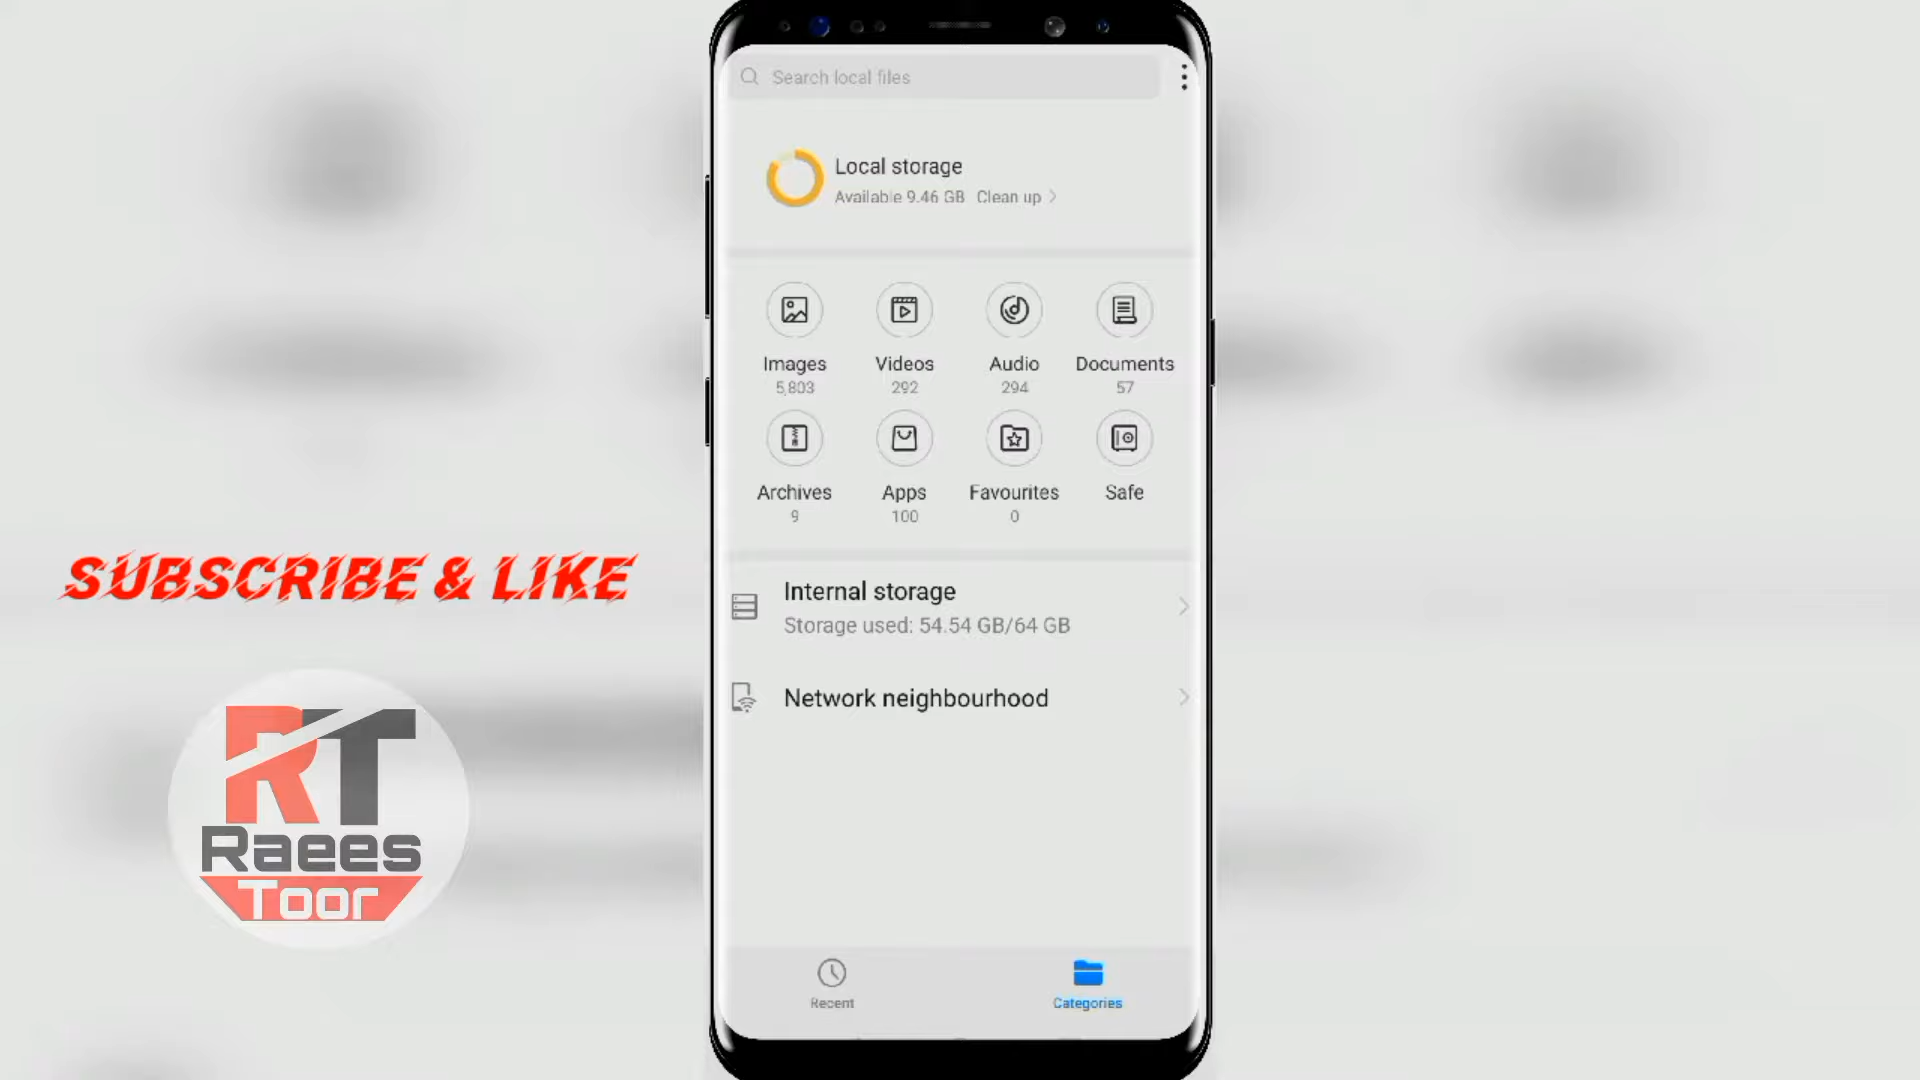 Search local files
Local storage
Available 9.46 GB Clean up
Images Videos Audio Documents
5,803 292 294 57
Archives Apps Favourites Safe
9 100 0
Internal storage
Storage used: 54.54 GB/64 GB
Network neighbourhood
Recent Categories
SUBSCRIBE & LIKE
RT
Raees
Toor